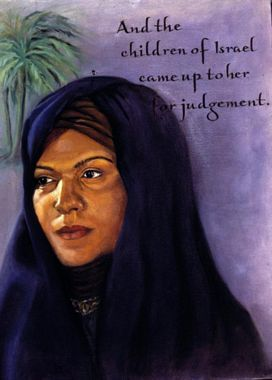 And the
children of Israel
came up to her
for judgement.